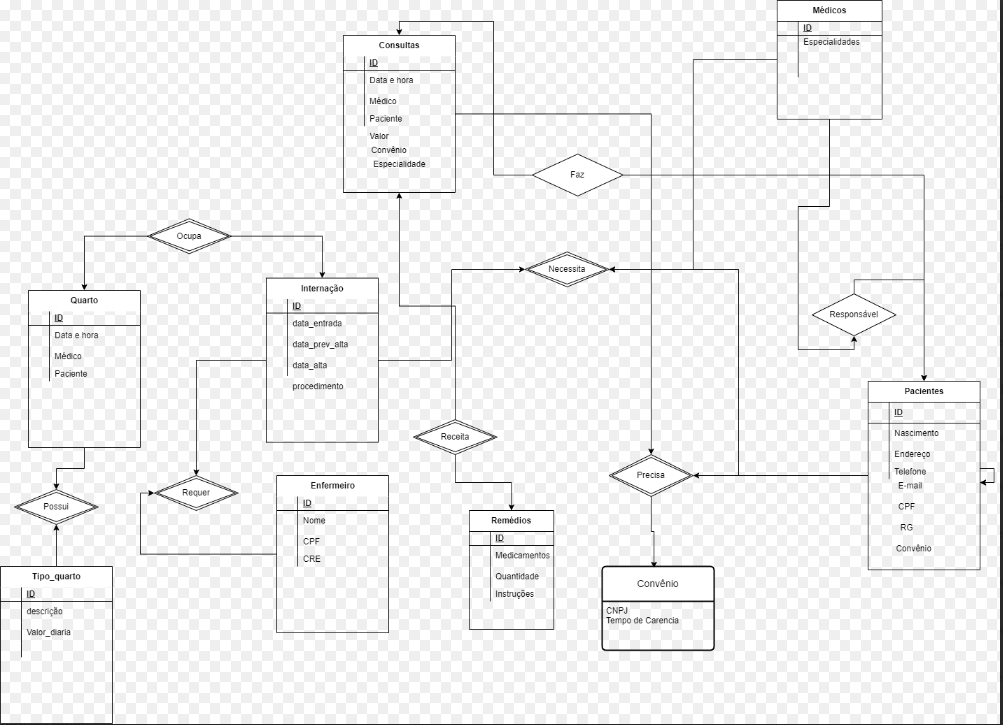 Médicos
ID
Especialidades
Consultas
ID
Data e hora
Médico
Paciente
Valor
Convênio
Especialidade
Faz
Ocupa
Necessita
Quarto
ID
Data e hora
Médico
Paciente
Internação
ID
data_entrada
data_prev_alta
data_alta
procedimento
Responsável
Pacientes
ID
Nascimento
Endereço
Telefone
E-mail
CPF
RG
Convênio
Receita
Precisa
Requer
Possui
Enfermeiro
ID
Nome
CPF
CRE
Remédios
ID
Medicamentos
Quantidade
Instruções
Tipo_quarto
ID
descrição
Valor_diaria
Convênio
CNPJ
Tempo de Carencia